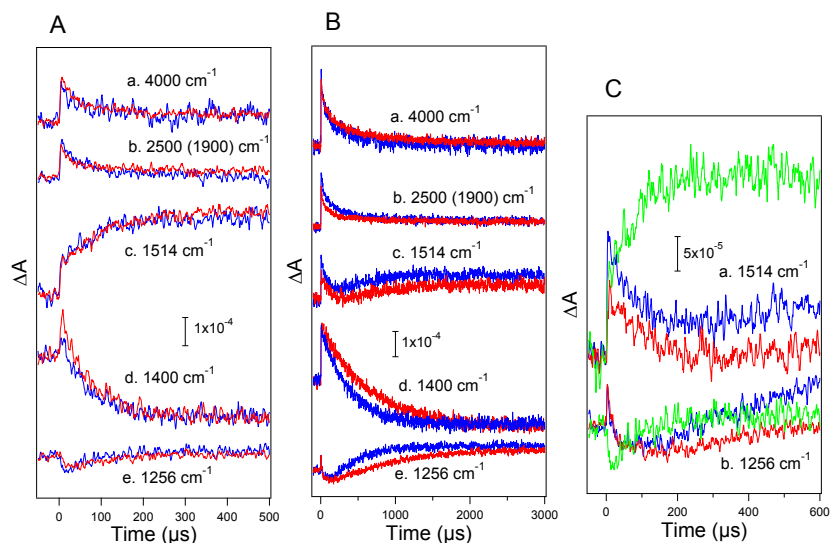 A
B
C
a. 4000 cm⁻¹
b. 2500 (1900) cm⁻¹
c. 1514 cm⁻¹
1x10⁻⁴
d. 1400 cm⁻¹
e. 1256 cm⁻¹
ΔA
0 100 200 300 400 500
Time (µs)
a. 4000 cm⁻¹
b. 2500 (1900) cm⁻¹
c. 1514 cm⁻¹
1x10⁻⁴
d. 1400 cm⁻¹
e. 1256 cm⁻¹
ΔA
0 1000 2000 3000
Time (µs)
5x10⁻⁵
a. 1514 cm⁻¹
b. 1256 cm⁻¹
ΔA
0 200 400 600
Time (µs)